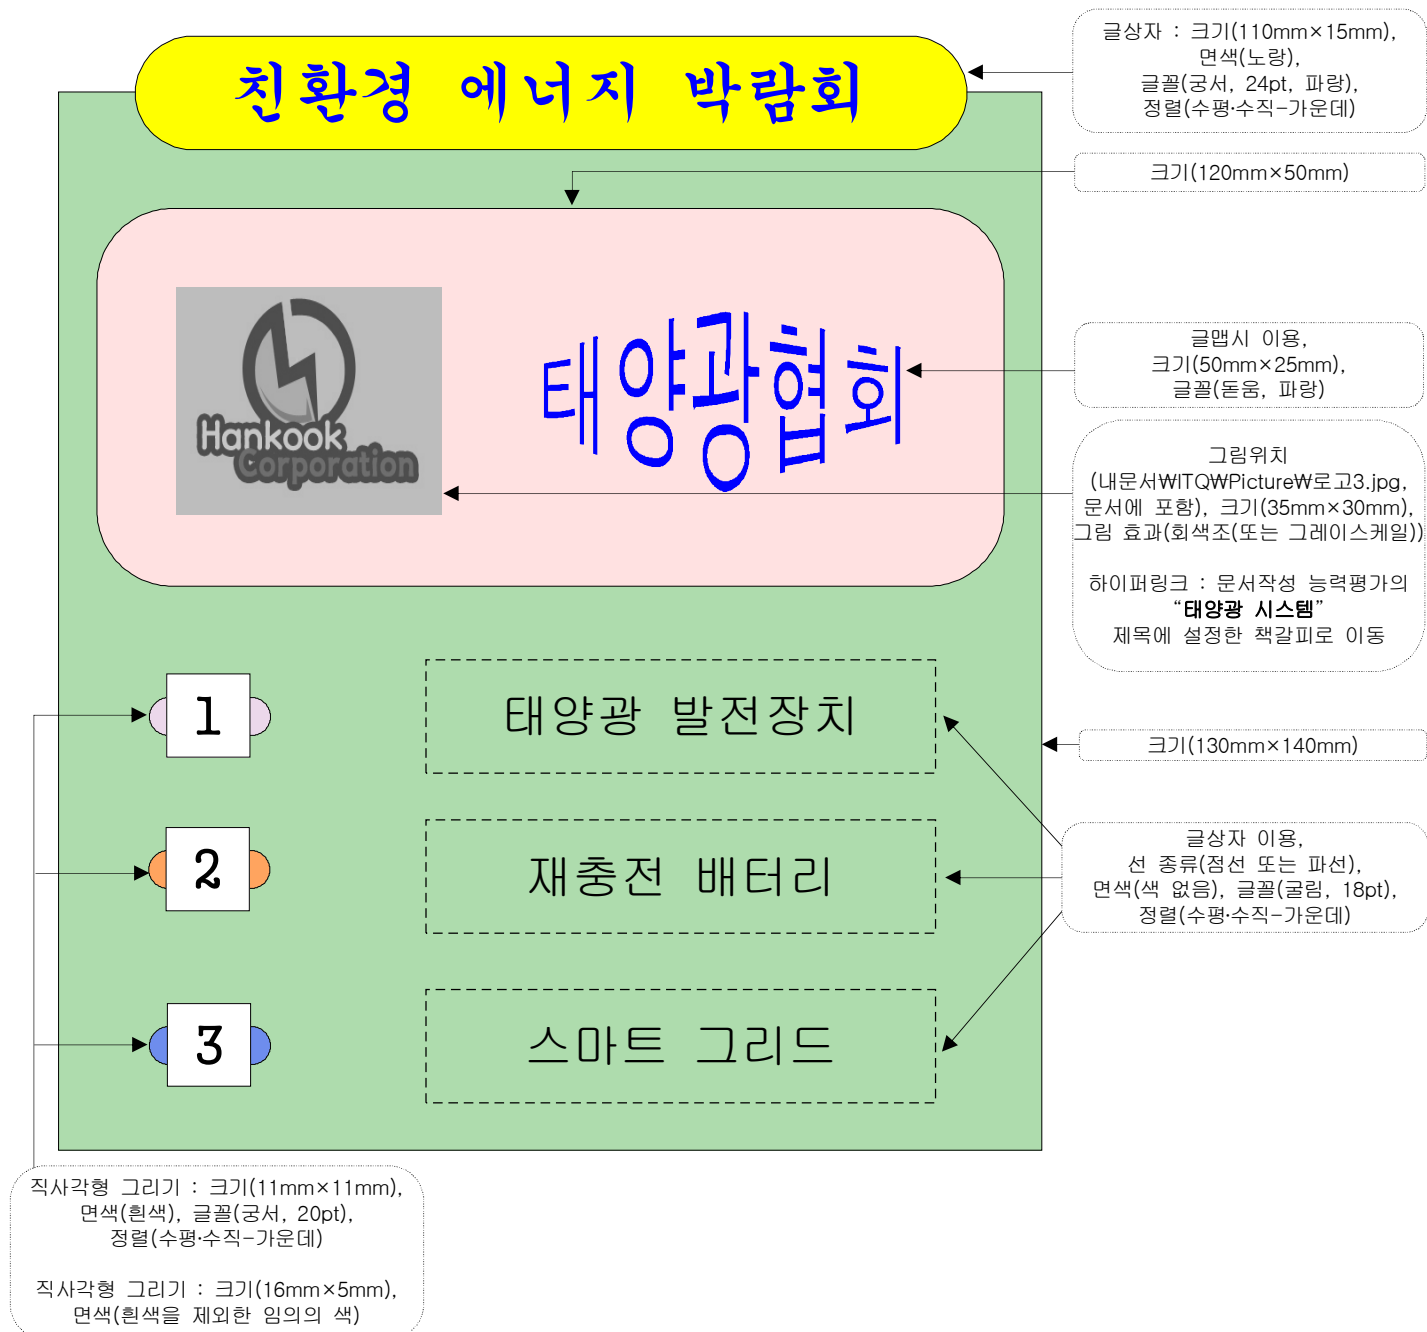 친환경 에너지 박람회
글상자 : 크기(110mm×15mm),
면색(노랑),
글꼴(궁서, 24pt, 파랑),
정렬(수평·수직-가운데)
크기(120mm×50mm)
Hankook
Corporation
태양광협회
글맵시 이용,
크기(50mm×25mm),
글꼴(돋움, 파랑)
그림위치
(내문서₩ITQ₩Picture₩로고3.jpg,
문서에 포함), 크기(35mm×30mm),
그림 효과(회색조(또는 그레이스케일))
하이퍼링크 : 문서작성 능력평가의
“태양광 시스템”
제목에 설정한 책갈피로 이동
1
태양광 발전장치
크기(130mm×140mm)
2
재충전 배터리
글상자 이용,
선 종류(점선 또는 파선),
면색(색 없음), 글꼴(굴림, 18pt),
정렬(수평·수직-가운데)
3
스마트 그리드
직사각형 그리기 : 크기(11mm×11mm),
면색(흰색), 글꼴(궁서, 20pt),
정렬(수평·수직-가운데)
직사각형 그리기 : 크기(16mm×5mm),
면색(흰색을 제외한 임의의 색)